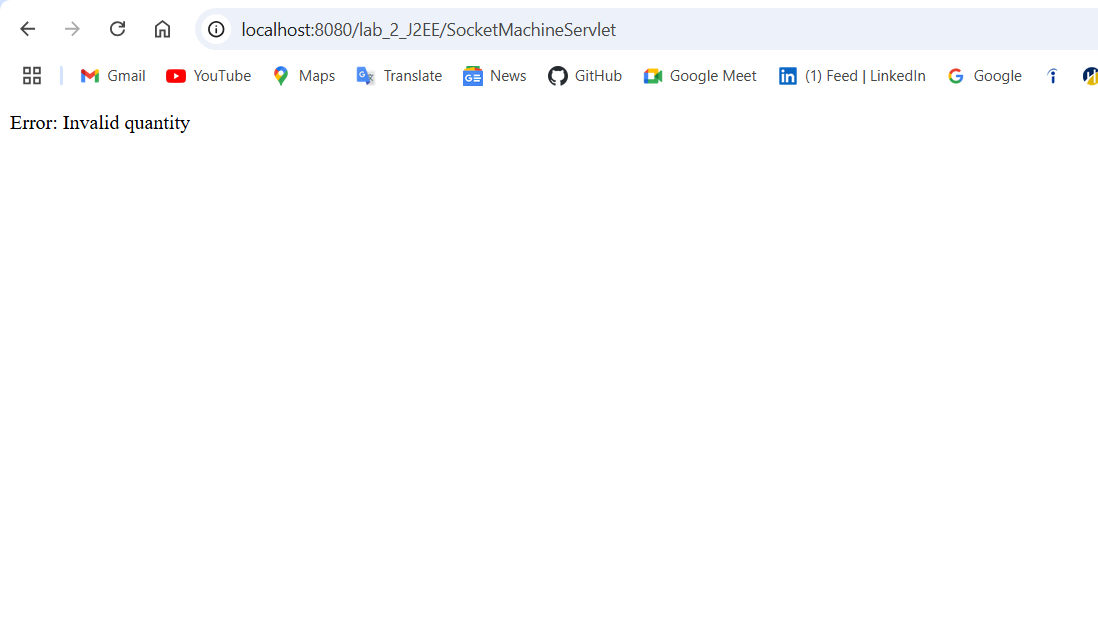 localhost:8080/lab_2_J2EE/SocketMachineServlet
Gmail YouTube Maps Translate News GitHub Google Meet (1) Feed | LinkedIn Google
Error: Invalid quantity